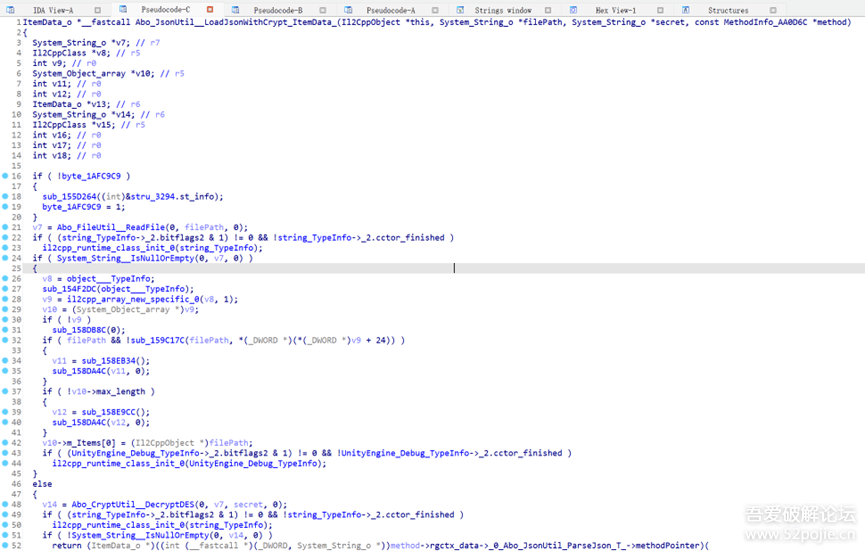 IDA View-A Pseudocode-C Pseudocode-B Pseudocode-A Strings window Hex View-1 Structures
1 ItemData_o *__fastcall Abo_JsonUtil__LoadJsonWithCrypt_ItemData_(Il2CppObject *this, System_String_o *filePath, System_String_o *secret, const MethodInfo_AA0D6C *method)
2 {
3 System_String_o *v7; // r7
4 Il2CppClass *v8; // r5
5 int v9; // r0
6 System_Object_array *v10; // r5
7 int v11; // r0
8 int v12; // r0
9 ItemData_o *v13; // r6
10 System_String_o *v14; // r6
11 Il2CppClass *v15; // r5
12 int v16; // r0
13 int v17; // r0
14 int v18; // r0
15
16 if ( !byte_1AFC9C9 )
17 {
18 sub_155D264((int)&stru_3294.st_info);
19 byte_1AFC9C9 = 1;
20 }
21 v7 = Abo_FileUtil__ReadFile(0, filePath, 0);
22 if ( (string_TypeInfo->_2.bitflags2 & 1) != 0 && !string_TypeInfo->_2.cctor_finished )
23 il2cpp_runtime_class_init_0(string_TypeInfo);
24 if ( System_String__IsNullOrEmpty(0, v7, 0) )
25 {
26 v8 = object___TypeInfo;
27 sub_154F2DC(object___TypeInfo);
28 v9 = il2cpp_array_new_specific_0(v8, 1);
29 v10 = (System_Object_array *)v9;
30 if ( !v9 )
31 sub_158DB8C(0);
32 if ( filePath && !sub_159C17C(filePath, *(_DWORD *)(*(_DWORD *)v9 + 24)) )
33 {
34 v11 = sub_158EB34();
35 sub_158DA4C(v11, 0);
36 }
37 if ( !v10->max_length )
38 {
39 v12 = sub_158E9CC();
40 sub_158DA4C(v12, 0);
41 }
42 v10->m_Items[0] = (Il2CppObject *)filePath;
43 if ( (UnityEngine_Debug_TypeInfo->_2.bitflags2 & 1) != 0 && !UnityEngine_Debug_TypeInfo->_2.cctor_finished )
44 il2cpp_runtime_class_init_0(UnityEngine_Debug_TypeInfo);
45 }
46 else
47 {
48 v14 = Abo_CryptUtil__DecryptDES(0, v7, secret, 0);
49 if ( (string_TypeInfo->_2.bitflags2 & 1) != 0 && !string_TypeInfo->_2.cctor_finished )
50 il2cpp_runtime_class_init_0(string_TypeInfo);
51 if ( !System_String__IsNullOrEmpty(0, v14, 0) )
52 return (ItemData_o *)((int (__fastcall *)(_DWORD, System_String_o *))method->rgctx_data->_0_Abo_JsonUtil_ParseJson_T_->methodPointer)(
吾爱破解论坛
www.52pojie.cn